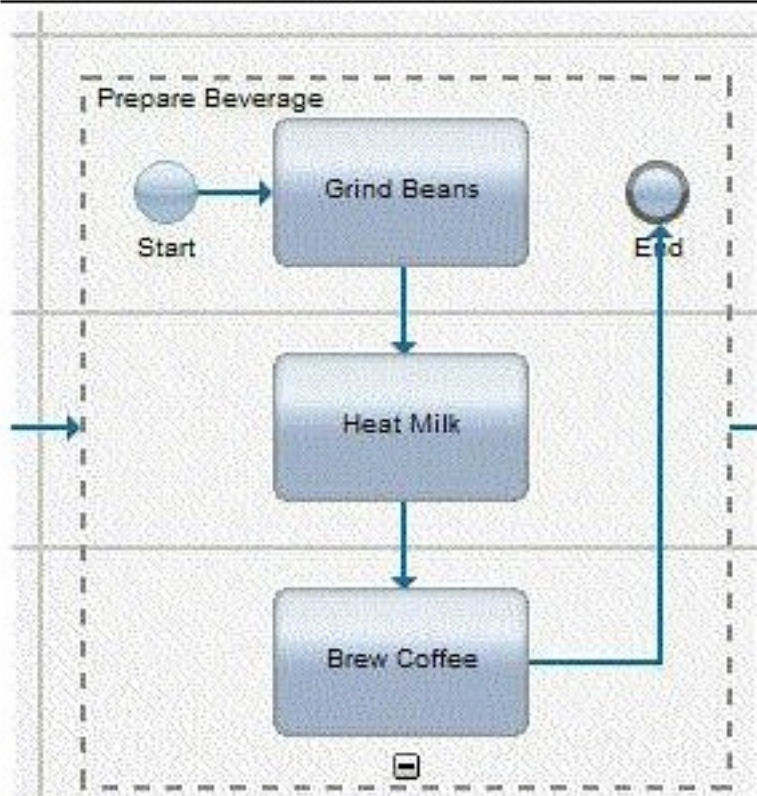 Prepare Beverage
Grind Beans
Start
End
Heat Milk
Brew Coffee